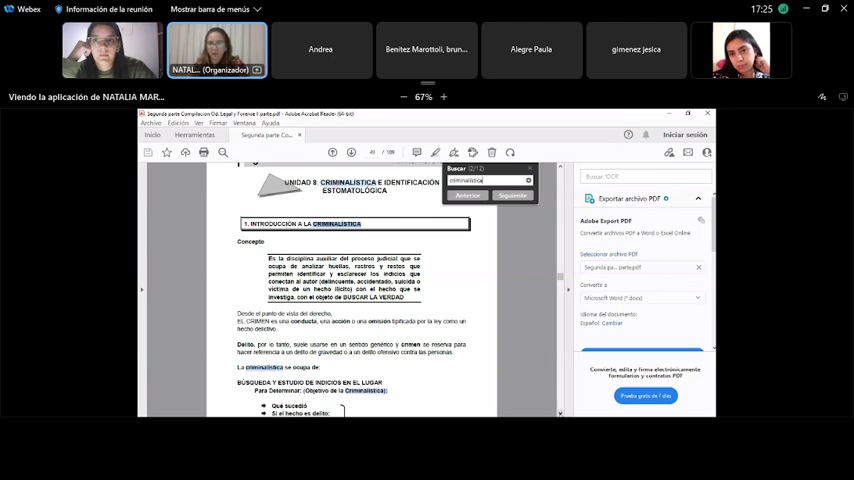 Webex
Información de la reunión
Mostrar barra de menús
17:25
NATAL... (Organizador)
Andrea
Benitez Marottoli, brun...
Alegre Paula
gimenez jesica
Viendo la aplicación de NATALIA MAR...
67%
Segunda parte Compilacion Od. Legal y Forense II parte.pdf - Adobe Acrobat Reader (64-bit)
Archivo Edición Ver Firmar Ventana Ayuda
Inicio
Herramientas
Segunda parte Co...
Iniciar sesión
49 / 109
Buscar (2/12)
criminalística
Anterior
Siguiente
UNIDAD 8: CRIMINALÍSTICA E IDENTIFICACIÓN
ESTOMATOLÓGICA
1. INTRODUCCIÓN A LA CRIMINALÍSTICA
Concepto
Es la disciplina auxiliar del proceso judicial que se
ocupa de analizar huellas, rastros y restos que
permiten identificar y esclarecer los indicios que
conectan al autor (delincuente, accidentado, suicida o
víctima de un hecho ilícito) con el hecho que se
investiga, con el objeto de BUSCAR LA VERDAD
Desde el punto de vista del derecho,
EL CRIMEN es una conducta, una acción o una omisión tipificada por la ley como un
hecho delictivo.
Delito, por lo tanto, suele usarse en un sentido genérico y crimen se reserva para
hacer referencia a un delito de gravedad o a un delito ofensivo contra las personas.
La criminalística se ocupa de:
BÚSQUEDA Y ESTUDIO DE INDICIOS EN EL LUGAR
Para Determinar: (Objetivo de la Criminalística):
Qué sucedió
Si el hecho es delito:
Buscar 'OCR'
Exportar archivo PDF
Adobe Export PDF
Convertir archivos PDF a Word o Excel Online
Seleccionar archivo PDF
Segunda pa... parte.pdf
Convertir a
Microsoft Word (*.docx)
Idioma del documento:
Español Cambiar
Convierte, edita y firma electrónicamente
formularios y contratos PDF
Prueba gratis de 7 días